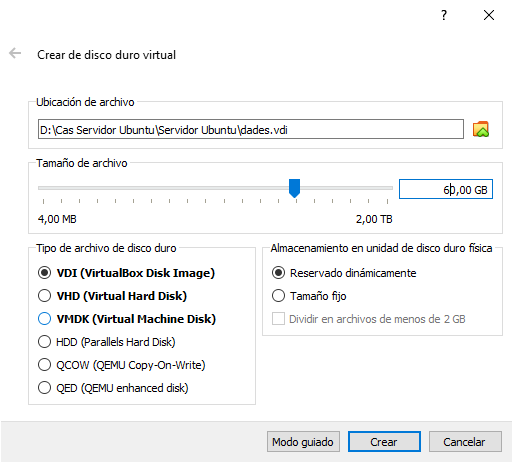 ?
Crear de disco duro virtual
Ubicación de archivo
D:\Cas Servidor Ubuntu\Servidor Ubuntu\dades.vdi
Tamaño de archivo
60,00 GB
4,00 MB 2,00 TB
Tipo de archivo de disco duro
VDI (VirtualBox Disk Image)
VHD (Virtual Hard Disk)
VMDK (Virtual Machine Disk)
HDD (Parallels Hard Disk)
QCOW (QEMU Copy-On-Write)
QED (QEMU enhanced disk)
Almacenamiento en unidad de disco duro física
Reservado dinámicamente
Tamaño fijo
Dividir en archivos de menos de 2 GB
Modo guiado Crear Cancelar